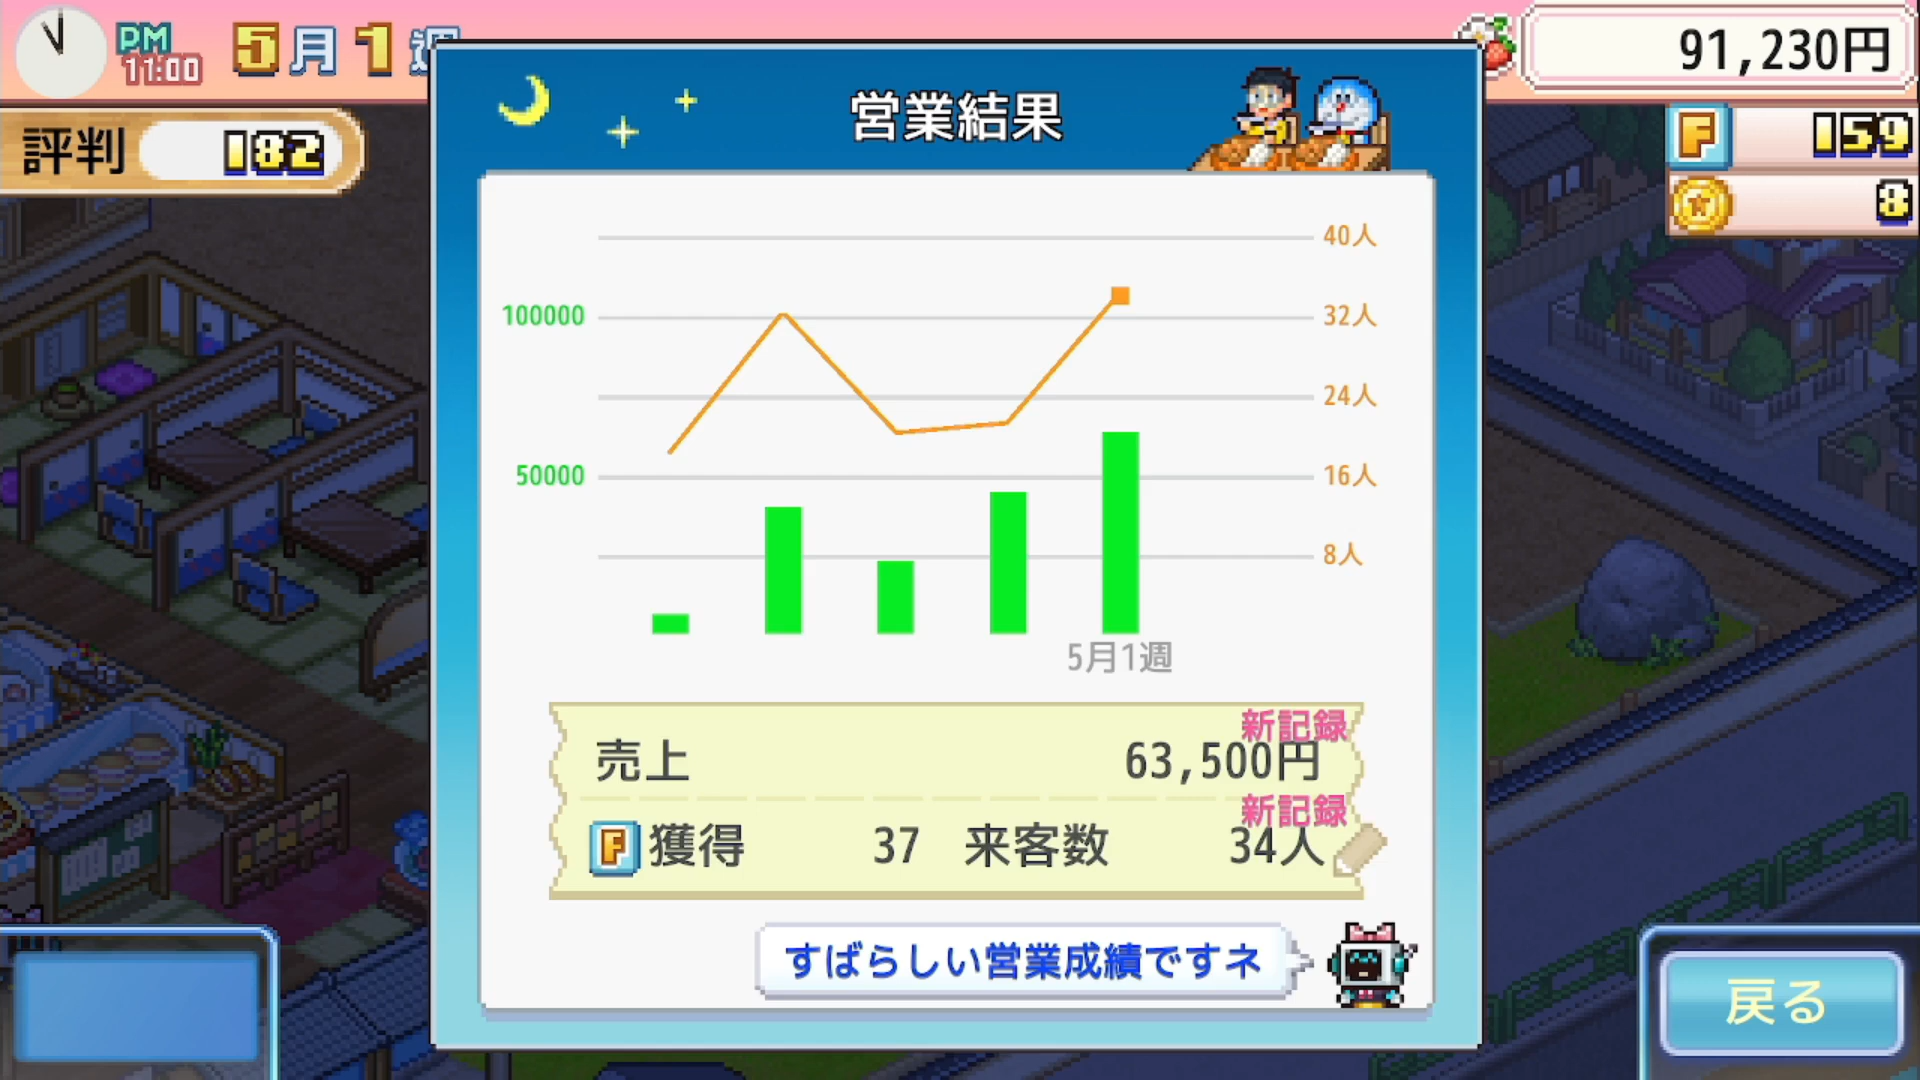 PM
11:00
5月1週
91,230円
評判 182
F 159
8
営業結果
40人
100000 32人
24人
50000 16人
8人
5月1週
新記録
売上 63,500円
新記録
F獲得 37 来客数 34人
すばらしい営業成績ですネ
戻る